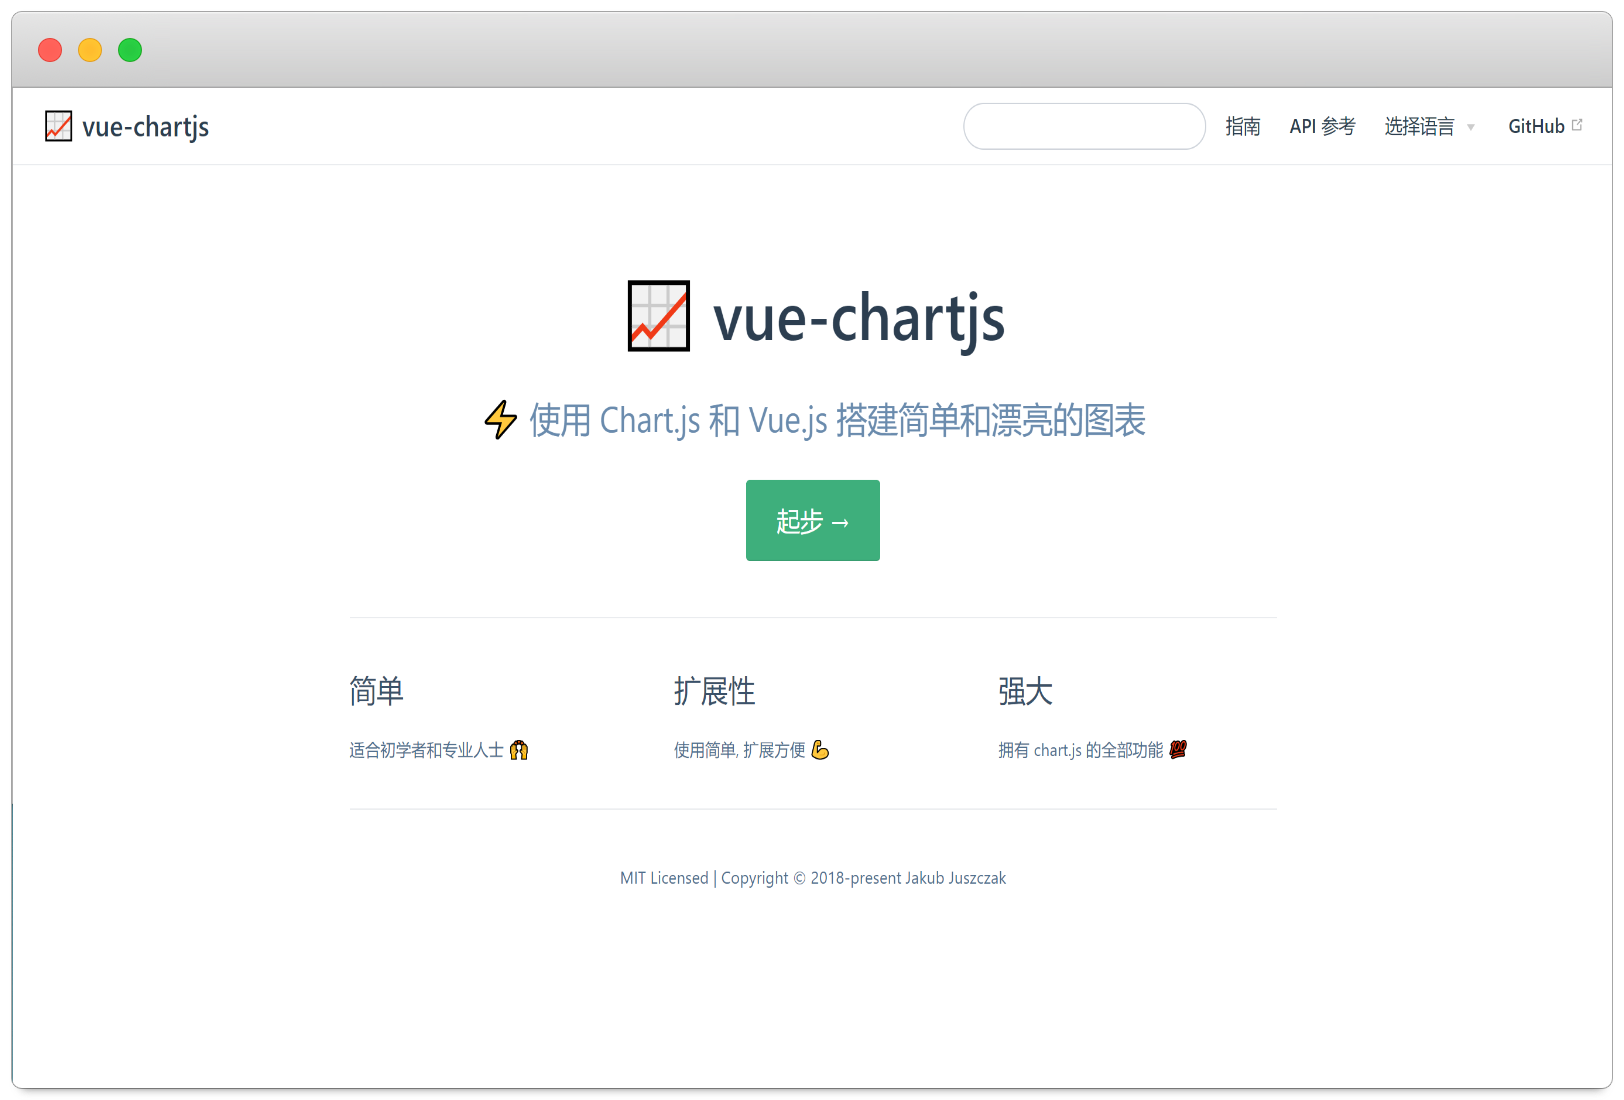 vue-chartjs
指南 API 参考 选择语言 GitHub
vue-chartjs
⚡ 使用 Chart.js 和 Vue.js 搭建简单和漂亮的图表
起步 →
简单
适合初学者和专业人士 🙌
扩展性
使用简单, 扩展方便 💪
强大
拥有 chart.js 的全部功能 💯
MIT Licensed | Copyright © 2018-present Jakub Juszczak